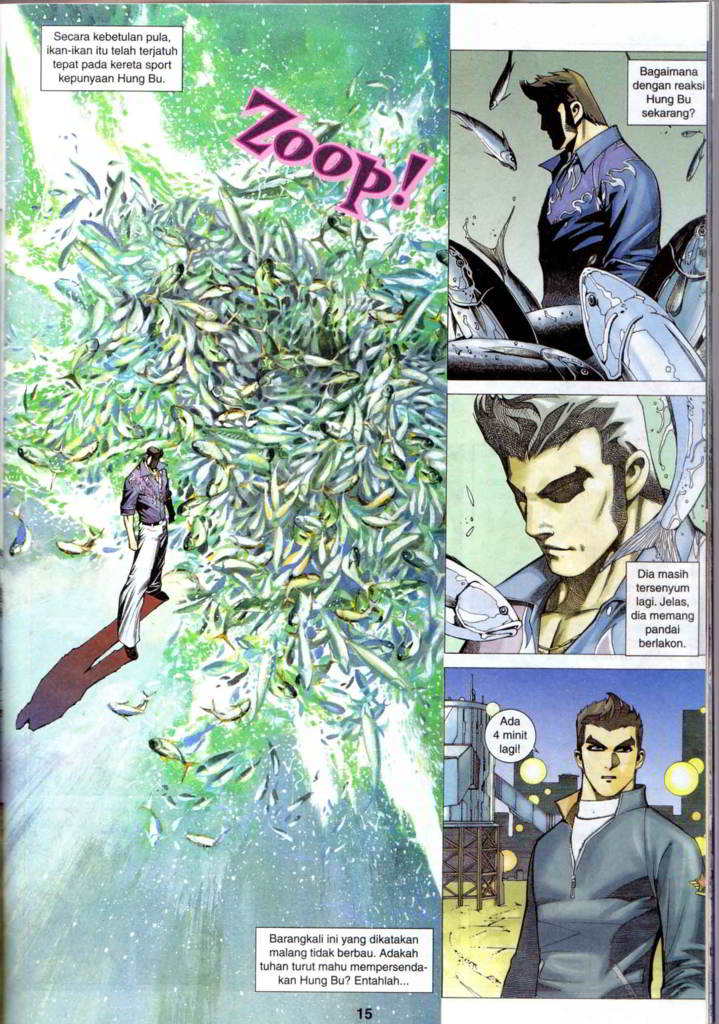 Secara kebetulan pula,
ikan-ikan itu telah terjatuh
tepat pada kereta sport
kepunyaan Hung Bu.
Zoop!
Barangkali ini yang dikatakan
malang tidak berbau. Adakah
tuhan turut mahu mempersenda-
kan Hung Bu? Entahlah...
Bagaimana
dengan reaksi
Hung Bu
sekarang?
Dia masih
tersenyum
lagi. Jelas,
dia memang
pandai
berlakon.
Ada
4 minit
lagi!
15